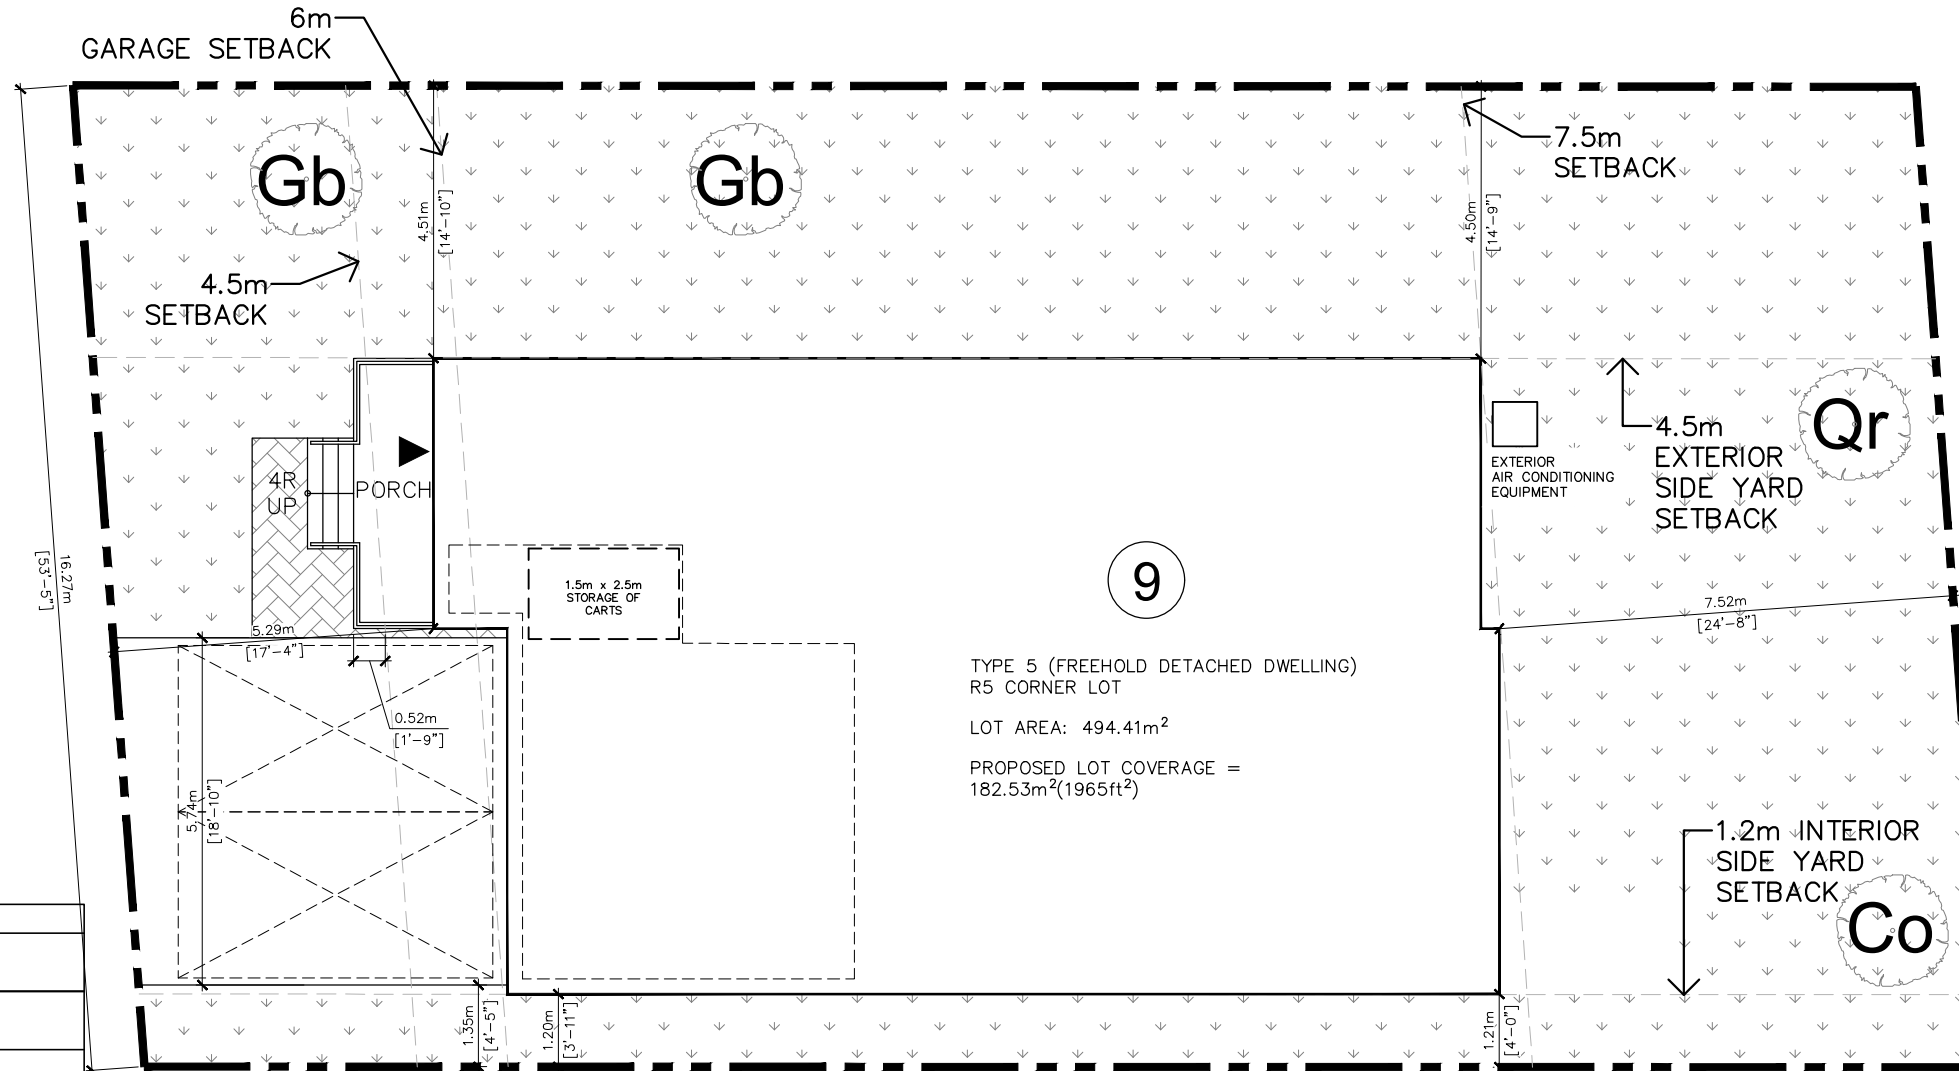 6m
GARAGE SETBACK
Gb
Gb
7.5m
SETBACK
4.51m
[14'-10"]
4.50m
[14'-9"]
4.5m
SETBACK
4R
UP
PORCH
EXTERIOR
AIR CONDITIONING
EQUIPMENT
4.5m
EXTERIOR
SIDE YARD
SETBACK
Qr
16.27m
[53'-5"]
1.5m x 2.5m
STORAGE OF
CARTS
9
5.29m
[17'-4"]
7.52m
[24'-8"]
TYPE 5 (FREEHOLD DETACHED DWELLING)
R5 CORNER LOT
LOT AREA: 494.41m²
PROPOSED LOT COVERAGE =
182.53m²(1965ft²)
0.52m
[1'-9"]
5.74m
[18'-10"]
1.2m INTERIOR
SIDE YARD
SETBACK
Co
1.35m
[4'-5"]
1.20m
[3'-11"]
1.21m
[4'-0"]